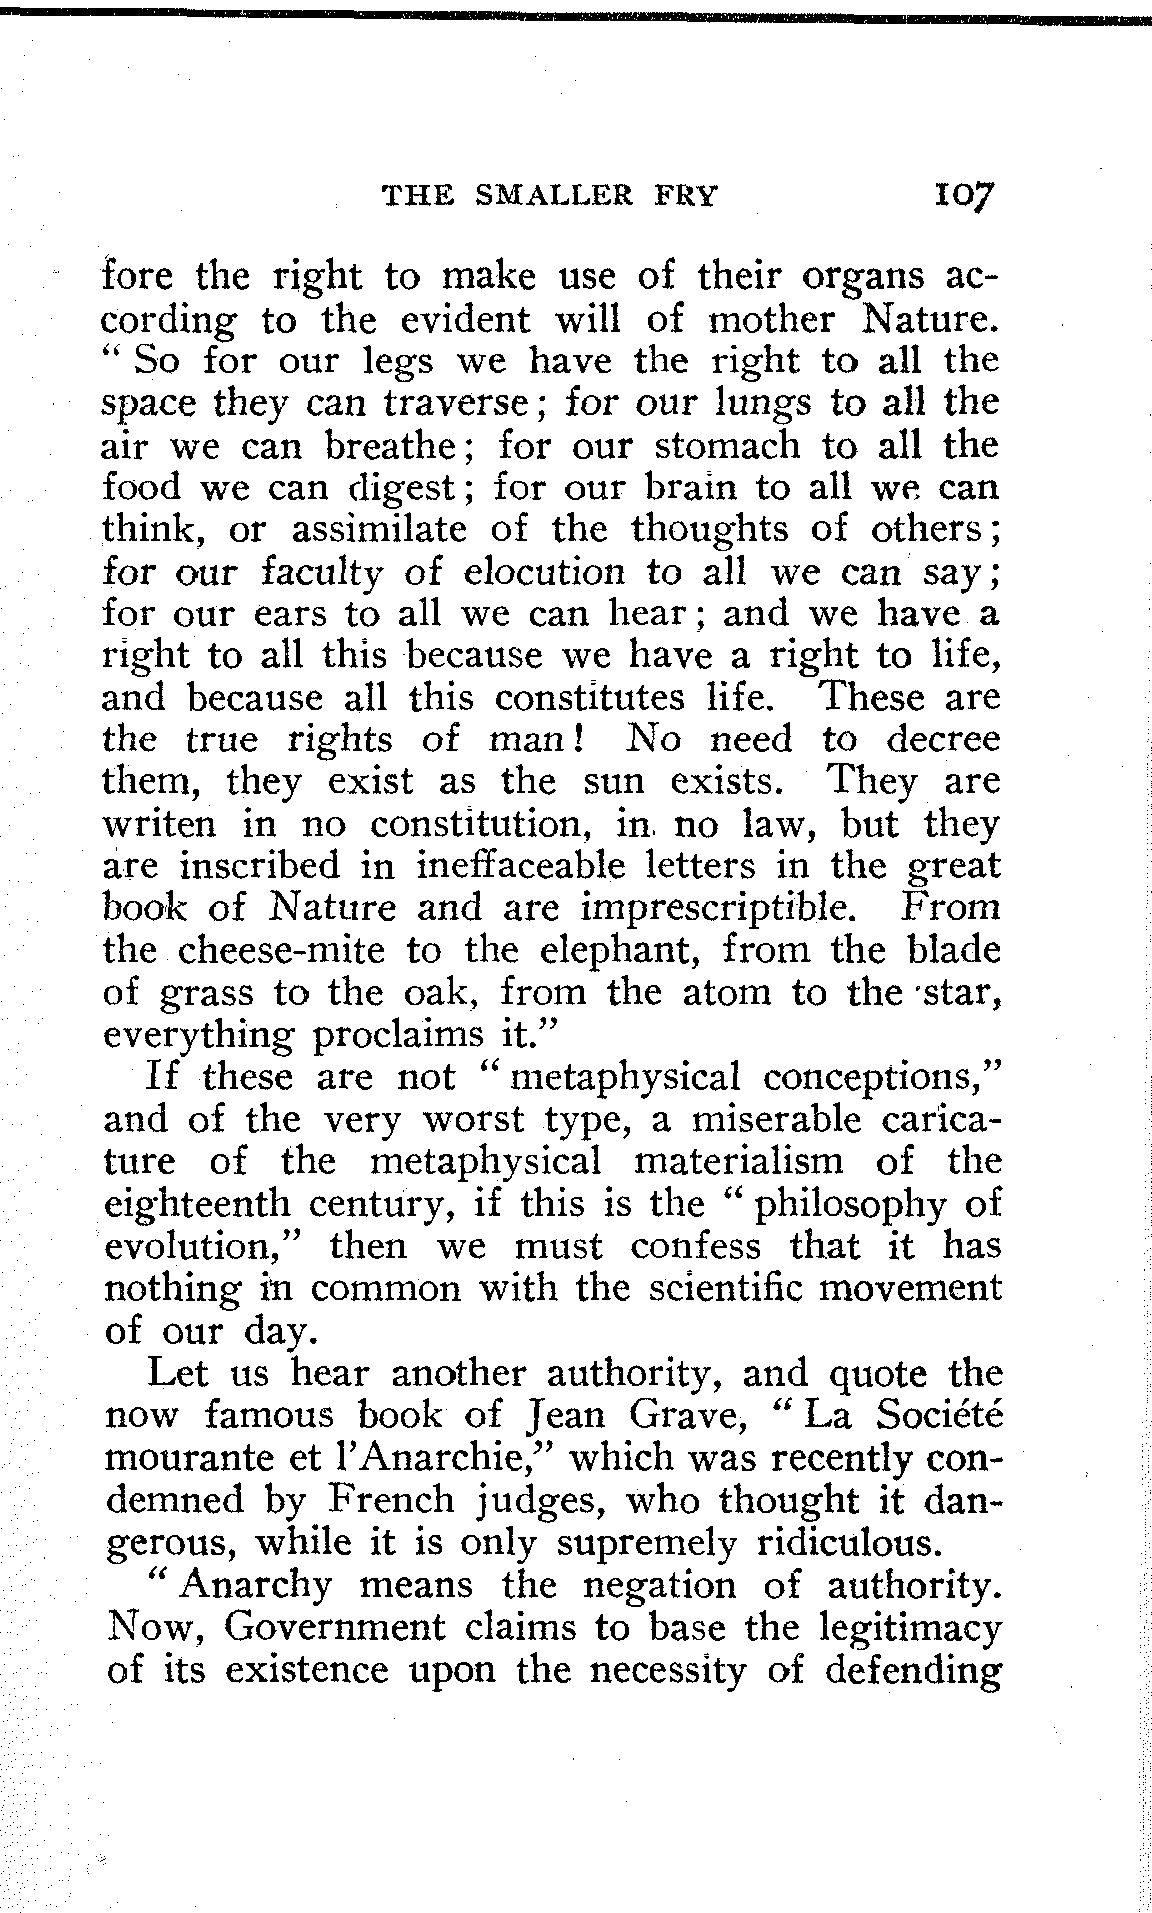 THE SMALLER FRY 107
fore the right to make use of their organs ac-
cording to the evident will of mother Nature.
“ So for our legs we have the right to all the
space they can traverse; for our lungs to all the
air we can breathe; for our stomach to all the
food we can digest; for our brain to all we can
think, or assimilate of the thoughts of others;
for our faculty of elocution to all we can say;
for our ears to all we can hear; and we have a
right to all this because we have a right to life,
and because all this constitutes life. These are
the true rights of man! No need to decree
them, they exist as the sun exists. They are
writen in no constitution, in no law, but they
are inscribed in ineffaceable letters in the great
book of Nature and are imprescriptible. From
the cheese-mite to the elephant, from the blade
of grass to the oak, from the atom to the star,
everything proclaims it.”
If these are not “ metaphysical conceptions,”
and of the very worst type, a miserable carica-
ture of the metaphysical materialism of the
eighteenth century, if this is the “ philosophy of
evolution,” then we must confess that it has
nothing in common with the scientific movement
of our day.
Let us hear another authority, and quote the
now famous book of Jean Grave, “ La Société
mourante et l’Anarchie,” which was recently con-
demned by French judges, who thought it dan-
gerous, while it is only supremely ridiculous.
“ Anarchy means the negation of authority.
Now, Government claims to base the legitimacy
of its existence upon the necessity of defending